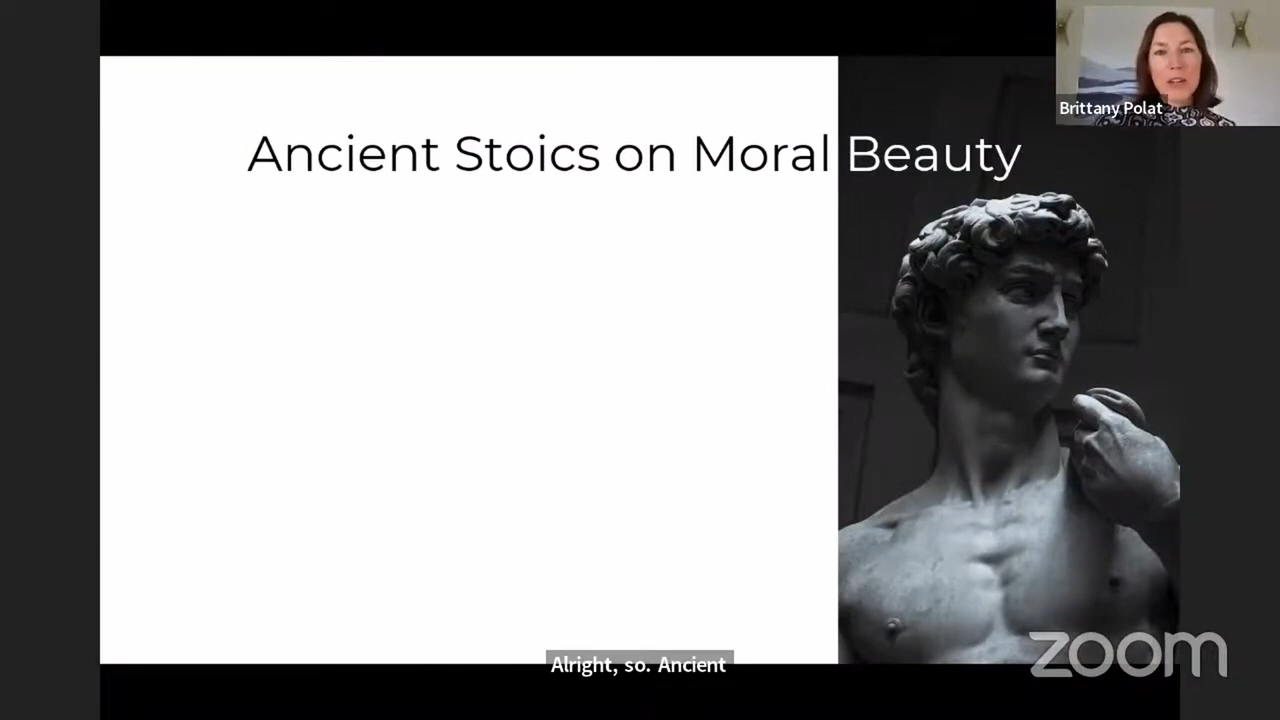 Brittany Polat
Ancient Stoics on Moral Beauty
Alright, so. Ancient
zoom